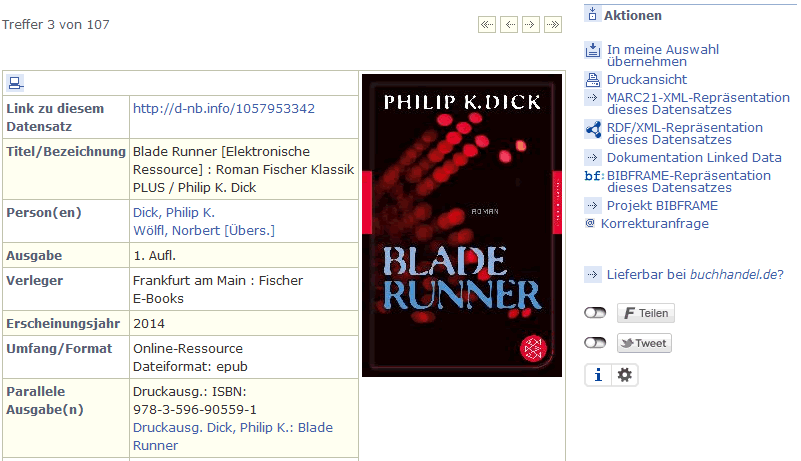 Treffer 3 von 107
Link zu diesem
Datensatz
http://d-nb.info/1057953342
Titel/Bezeichnung
Blade Runner [Elektronische
Ressource] : Roman Fischer Klassik
PLUS / Philip K. Dick
Person(en)
Dick, Philip K.
Wölfl, Norbert [Übers.]
Ausgabe
1. Aufl.
Verleger
Frankfurt am Main : Fischer
E-Books
Erscheinungsjahr
2014
Umfang/Format
Online-Ressource
Dateiformat: epub
Parallele
Ausgabe(n)
Druckausg.: ISBN:
978-3-596-90559-1
Druckausg. Dick, Philip K.: Blade
Runner
PHILIP K. DICK
ROMAN
BLADE
RUNNER
Aktionen
In meine Auswahl
übernehmen
Druckansicht
MARC21-XML-Repräsentation
dieses Datensatzes
RDF/XML-Repräsentation
dieses Datensatzes
Dokumentation Linked Data
bf: BIBFRAME-Repräsentation
dieses Datensatzes
Projekt BIBFRAME
@ Korrekturanfrage
Lieferbar bei buchhandel.de?
F Teilen
Tweet
i